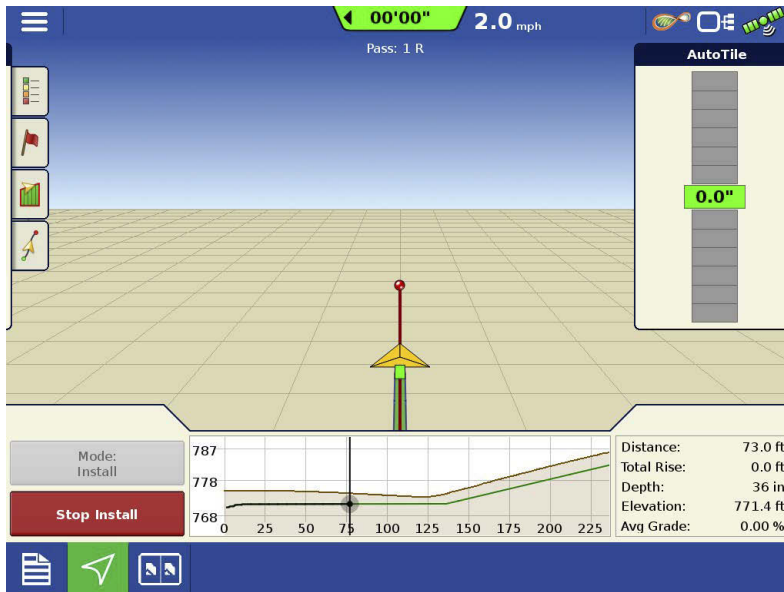 00'00"
2.0 mph
Pass: 1 R
AutoTile
0.0"
Mode:
Install
Stop Install
787
778
768
0 25 50 75 100 125 150 175 200 225
Distance: 73.0 ft
Total Rise: 0.0 ft
Depth: 36 in
Elevation: 771.4 ft
Avg Grade: 0.00 %